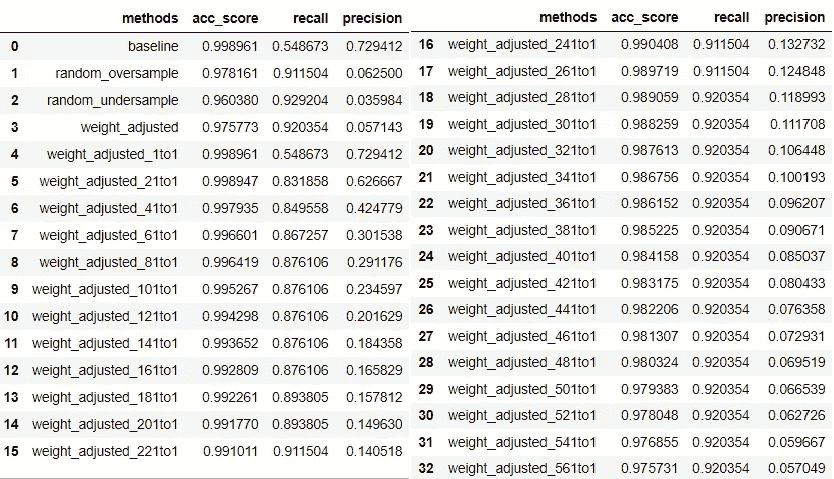 methods acc_score recall precision
0 baseline 0.998961 0.548673 0.729412
1 random_oversample 0.978161 0.911504 0.062500
2 random_undersample 0.960380 0.929204 0.035984
3 weight_adjusted 0.975773 0.920354 0.057143
4 weight_adjusted_1to1 0.998961 0.548673 0.729412
5 weight_adjusted_21to1 0.998947 0.831858 0.626667
6 weight_adjusted_41to1 0.997935 0.849558 0.424779
7 weight_adjusted_61to1 0.996601 0.867257 0.301538
8 weight_adjusted_81to1 0.996419 0.876106 0.291176
9 weight_adjusted_101to1 0.995267 0.876106 0.234597
10 weight_adjusted_121to1 0.994298 0.876106 0.201629
11 weight_adjusted_141to1 0.993652 0.876106 0.184358
12 weight_adjusted_161to1 0.992809 0.876106 0.165829
13 weight_adjusted_181to1 0.992261 0.893805 0.157812
14 weight_adjusted_201to1 0.991770 0.893805 0.149630
15 weight_adjusted_221to1 0.991011 0.911504 0.140518
methods acc_score recall precision
16 weight_adjusted_241to1 0.990408 0.911504 0.132732
17 weight_adjusted_261to1 0.989719 0.911504 0.124848
18 weight_adjusted_281to1 0.989059 0.920354 0.118993
19 weight_adjusted_301to1 0.988259 0.920354 0.111708
20 weight_adjusted_321to1 0.987613 0.920354 0.106448
21 weight_adjusted_341to1 0.986756 0.920354 0.100193
22 weight_adjusted_361to1 0.986152 0.920354 0.096207
23 weight_adjusted_381to1 0.985225 0.920354 0.090671
24 weight_adjusted_401to1 0.984158 0.920354 0.085037
25 weight_adjusted_421to1 0.983175 0.920354 0.080433
26 weight_adjusted_441to1 0.982206 0.920354 0.076358
27 weight_adjusted_461to1 0.981307 0.920354 0.072931
28 weight_adjusted_481to1 0.980324 0.920354 0.069519
29 weight_adjusted_501to1 0.979383 0.920354 0.066539
30 weight_adjusted_521to1 0.978048 0.920354 0.062726
31 weight_adjusted_541to1 0.976855 0.920354 0.059667
32 weight_adjusted_561to1 0.975731 0.920354 0.057049